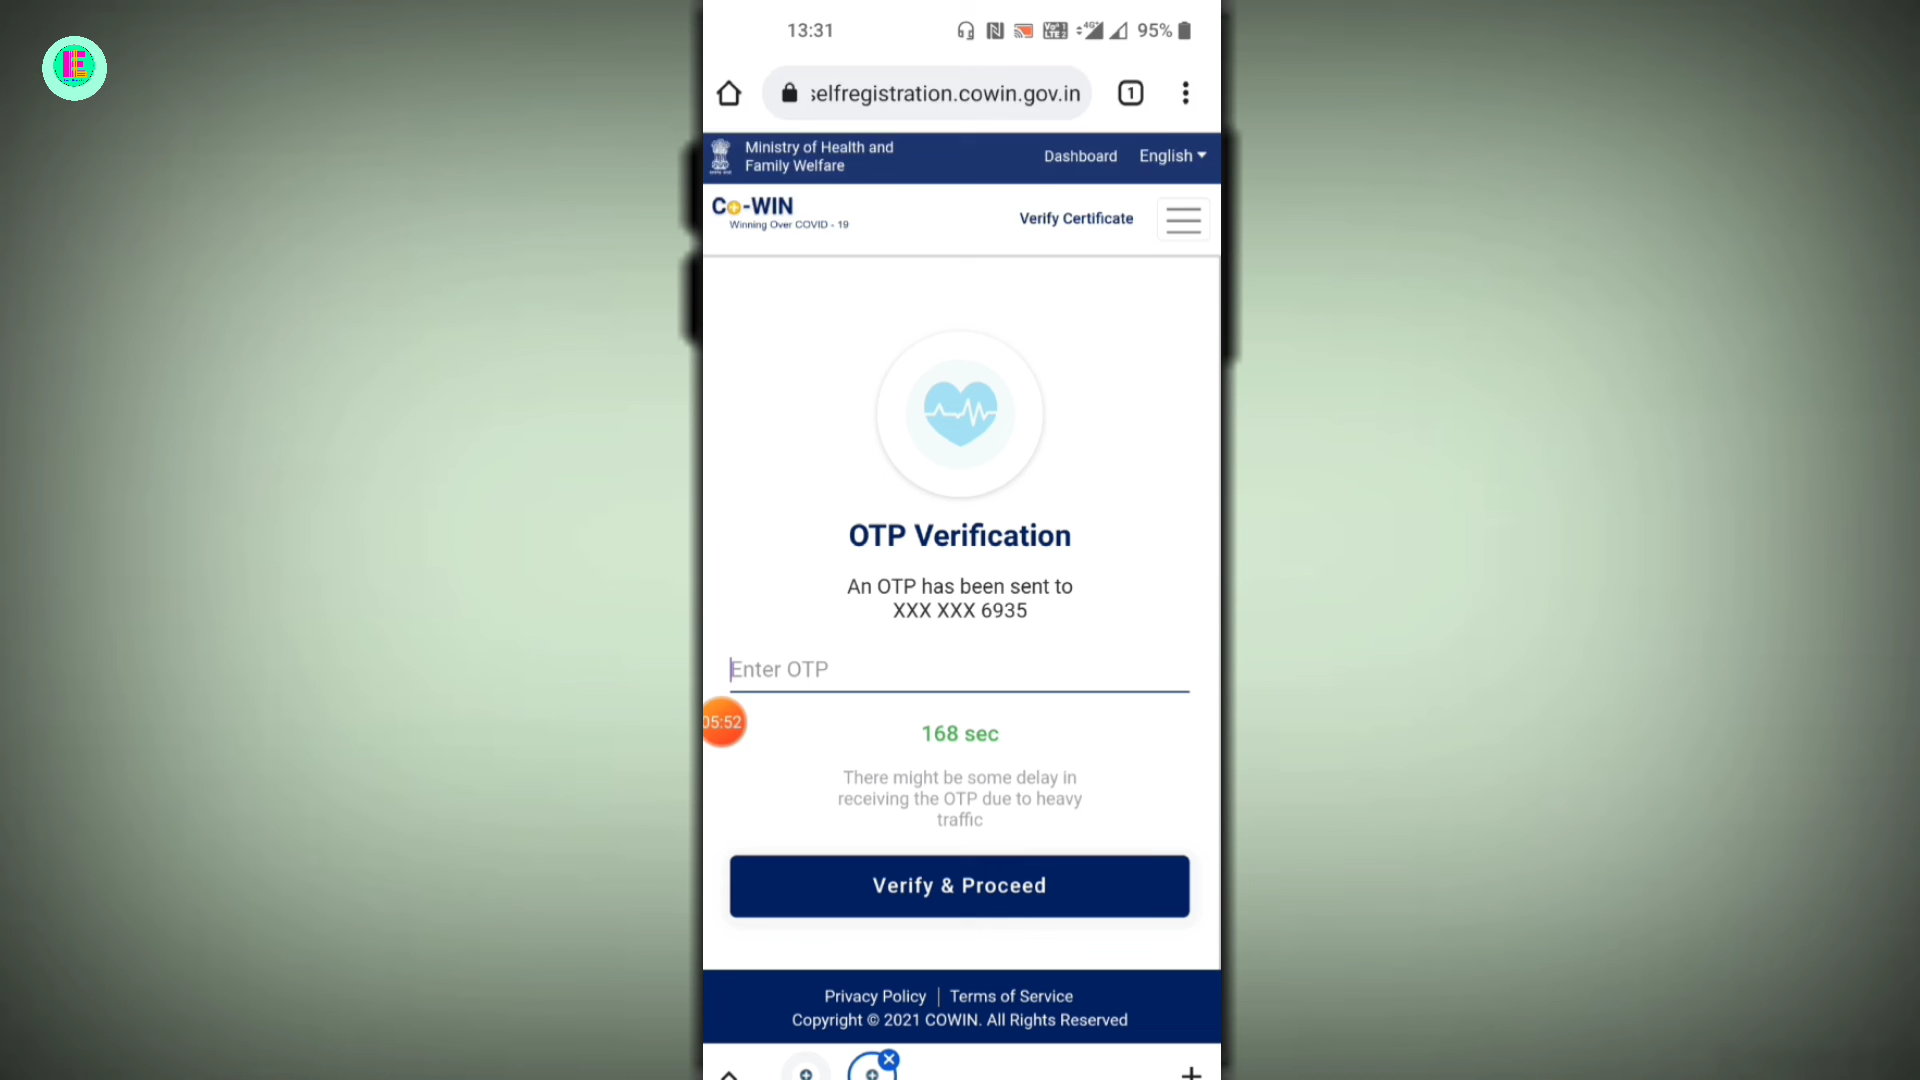 13:31
4G+
95%
selfregistration.cowin.gov.in
1
Ministry of Health and
Family Welfare
Dashboard
English
Co-WIN
Winning Over COVID - 19
Verify Certificate
OTP Verification
An OTP has been sent to
XXX XXX 6935
Enter OTP
05:52
168 sec
There might be some delay in
receiving the OTP due to heavy
traffic
Verify & Proceed
Privacy Policy | Terms of Service
Copyright © 2021 COWIN. All Rights Reserved